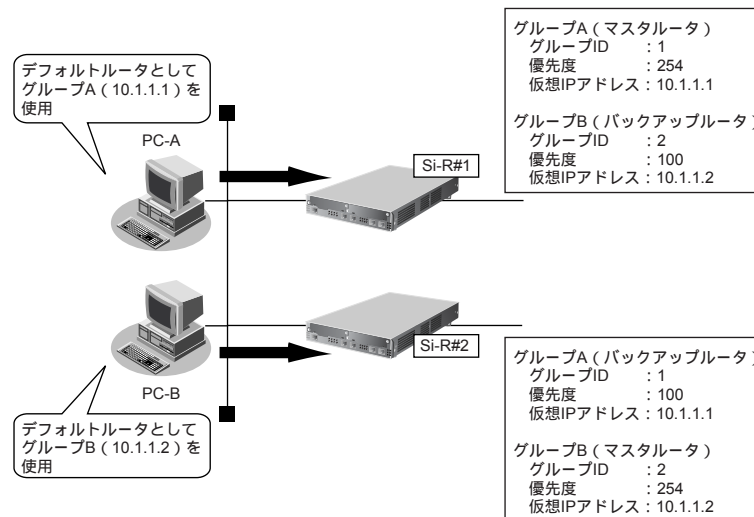 グループA（マスタルータ）
グループID　：1
優先度　：254
仮想IPアドレス：10.1.1.1
グループB（バックアップルータ）
グループID　：2
優先度　：100
仮想IPアドレス：10.1.1.2
デフォルトルータとして
グループA（10.1.1.1）を
使用
PC-A
Si-R#1
Si-R#2
PC-B
デフォルトルータとして
グループB（10.1.1.2）を
使用
グループA（バックアップルータ）
グループID　：1
優先度　：100
仮想IPアドレス：10.1.1.1
グループB（マスタルータ）
グループID　：2
優先度　：254
仮想IPアドレス：10.1.1.2